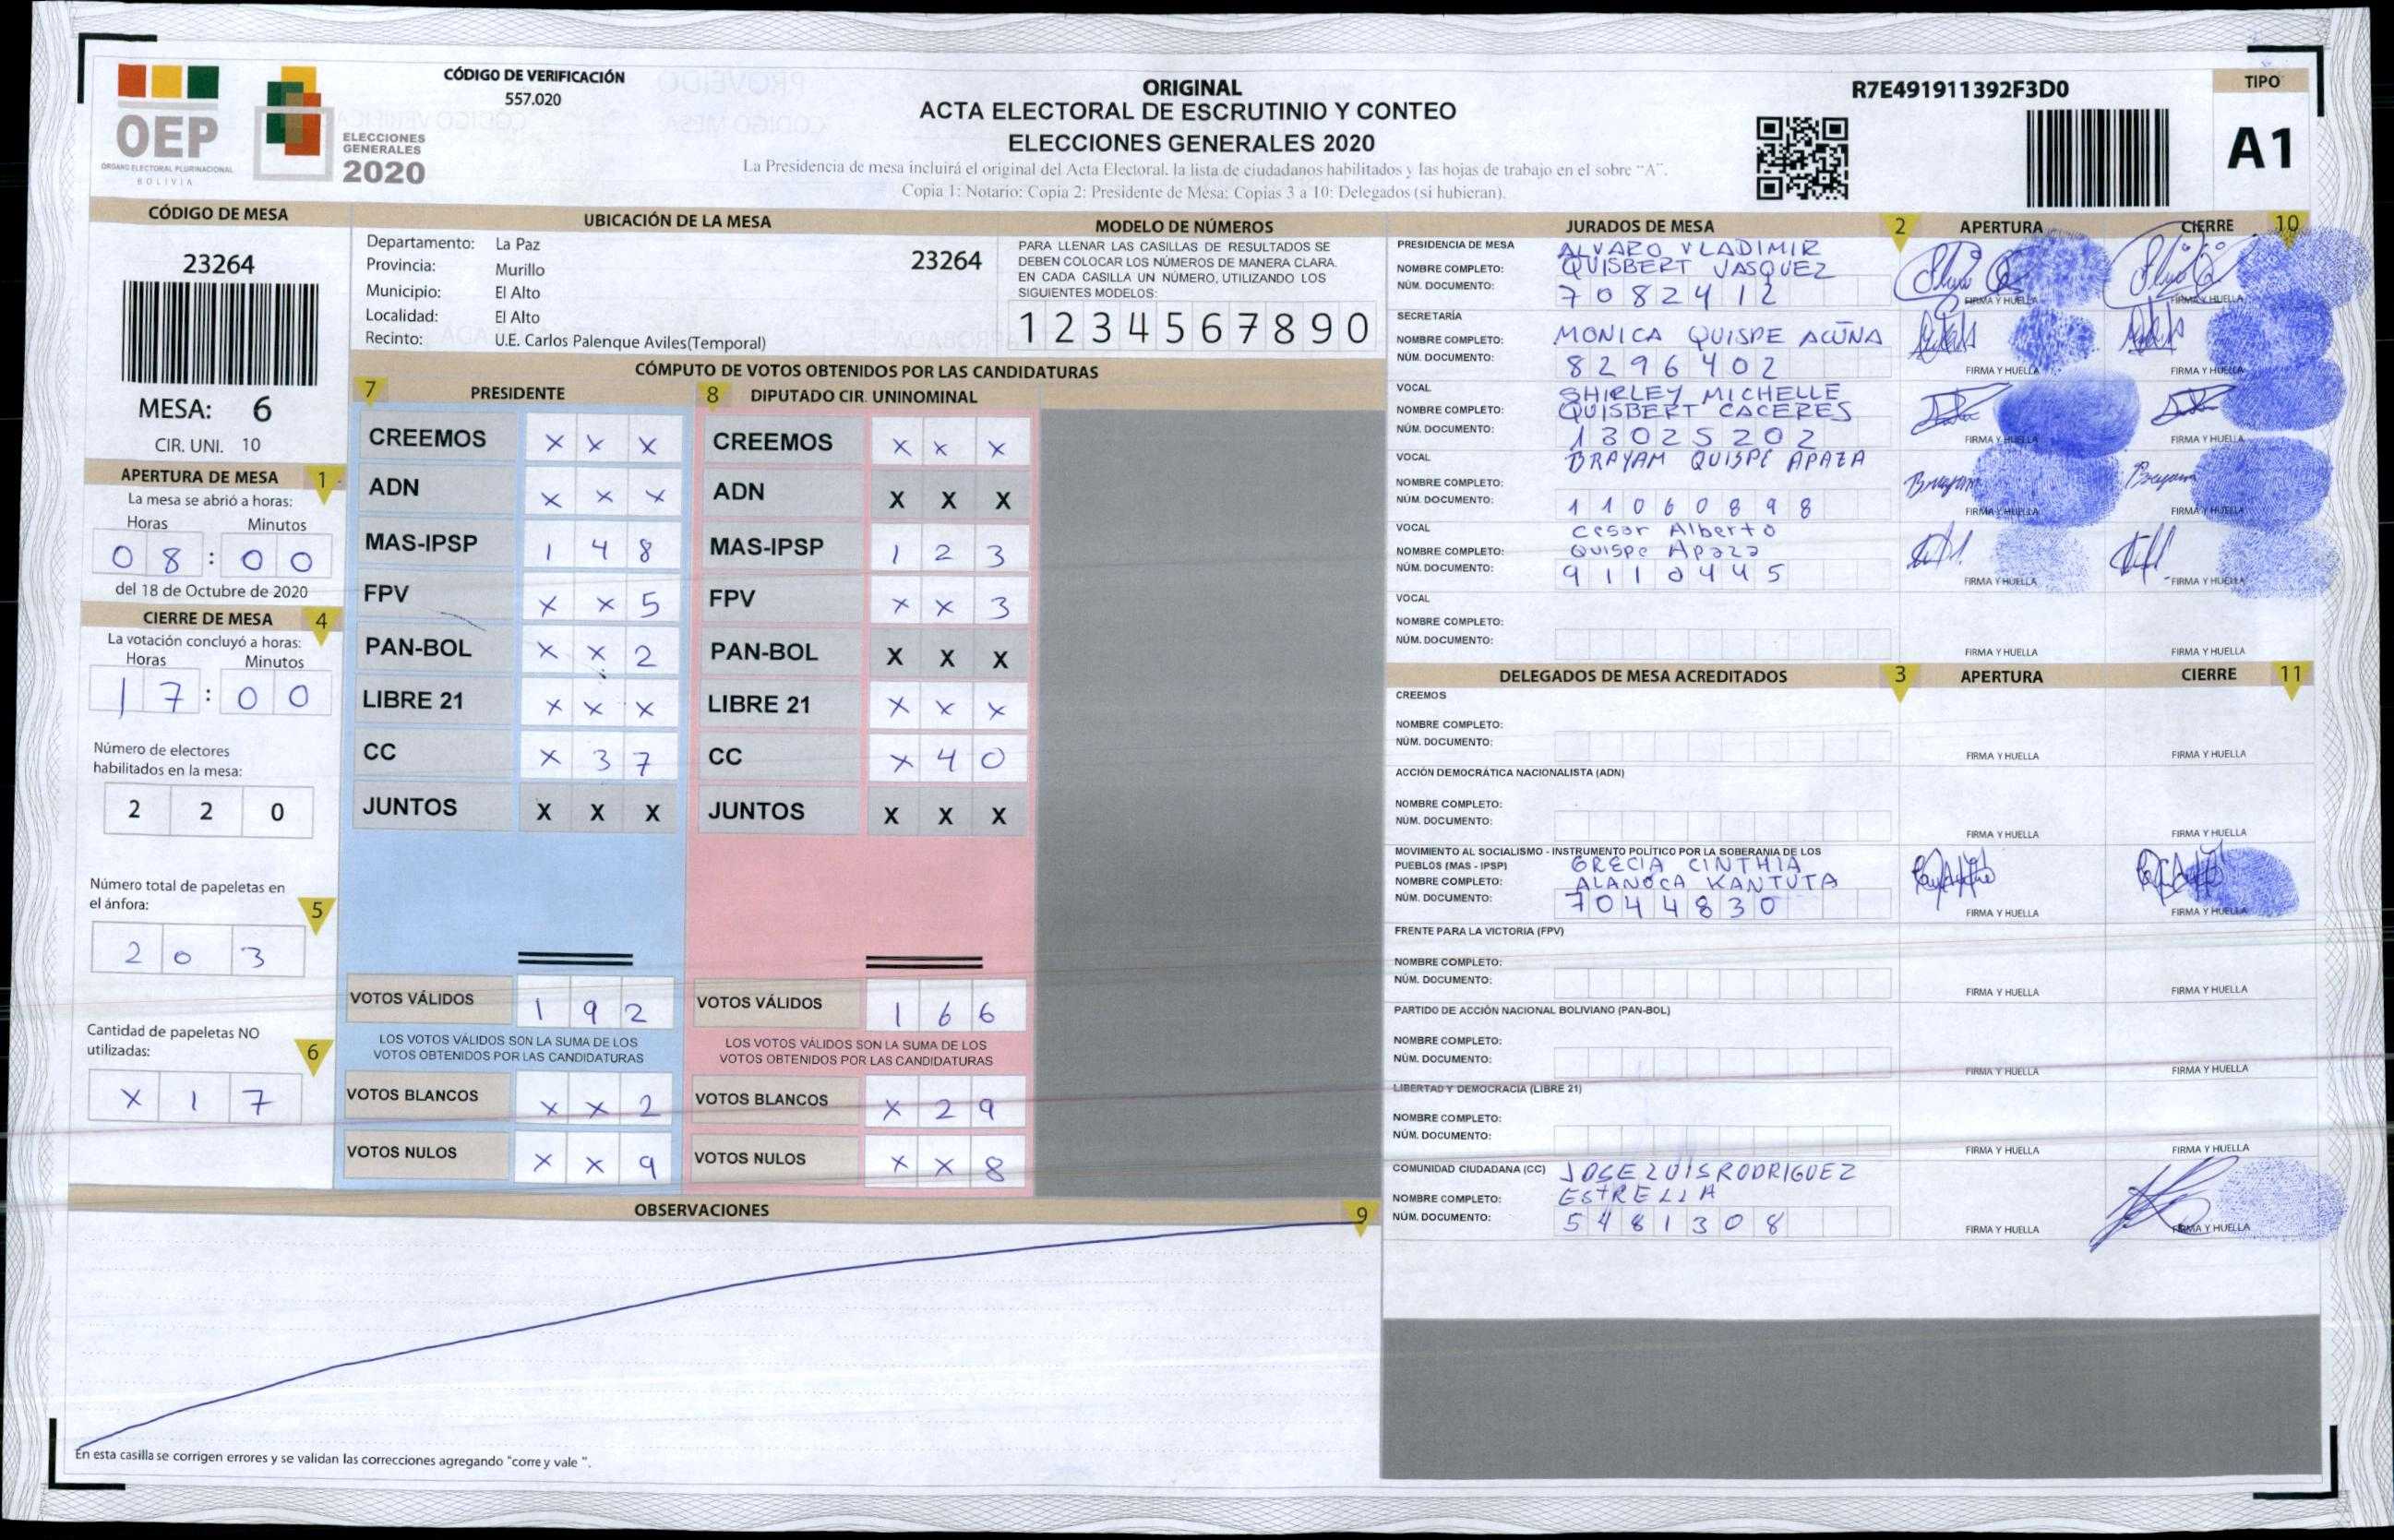 CÓDIGO DE VERIFICACIÓN
557.020
OEP
ÓRGANO ELECTORAL PLURINACIONAL
BOLIVIA
ELECCIONES
GENERALES
2020
ORIGINAL
ACTA ELECTORAL DE ESCRUTINIO Y CONTEO
ELECCIONES GENERALES 2020
La Presidencia de mesa incluirá el original del Acta Electoral, la lista de ciudadanos habilitados y las hojas de trabajo en el sobre "A".
Copia 1: Notario; Copia 2: Presidente de Mesa; Copias 3 a 10: Delegados (si hubieran).
R7E491911392F3D0
TIPO
A1
CÓDIGO DE MESA
23264
MESA: 6
CIR. UNI. 10
APERTURA DE MESA 1
La mesa se abrió a horas:
Horas Minutos
0 8 : 0 0
del 18 de Octubre de 2020
CIERRE DE MESA 4
La votación concluyó a horas:
Horas Minutos
1 7 : 0 0
Número de electores
habilitados en la mesa:
2 2 0
Número total de papeletas en
el ánfora: 5
2 0 3
Cantidad de papeletas NO
utilizadas: 6
X 1 7
UBICACIÓN DE LA MESA
Departamento: La Paz
Provincia: Murillo
Municipio: El Alto
Localidad: El Alto
Recinto: U.E. Carlos Palenque Aviles(Temporal)
23264
MODELO DE NÚMEROS
PARA LLENAR LAS CASILLAS DE RESULTADOS SE
DEBEN COLOCAR LOS NÚMEROS DE MANERA CLARA.
EN CADA CASILLA UN NÚMERO, UTILIZANDO LOS
SIGUIENTES MODELOS:
1 2 3 4 5 6 7 8 9 0
CÓMPUTO DE VOTOS OBTENIDOS POR LAS CANDIDATURAS
7 PRESIDENTE
CREEMOS X X X
ADN X X X
MAS-IPSP 1 4 8
FPV X X 5
PAN-BOL X X 2
LIBRE 21 X X X
CC X 3 7
JUNTOS X X X
VOTOS VÁLIDOS 1 9 2
LOS VOTOS VÁLIDOS SON LA SUMA DE LOS
VOTOS OBTENIDOS POR LAS CANDIDATURAS
VOTOS BLANCOS X X 2
VOTOS NULOS X X 9
8 DIPUTADO CIR. UNINOMINAL
CREEMOS X X X
ADN X X X
MAS-IPSP 1 2 3
FPV X X 3
PAN-BOL X X X
LIBRE 21 X X X
CC X 4 0
JUNTOS X X X
VOTOS VÁLIDOS 1 6 6
LOS VOTOS VÁLIDOS SON LA SUMA DE LOS
VOTOS OBTENIDOS POR LAS CANDIDATURAS
VOTOS BLANCOS X 2 9
VOTOS NULOS X X 8
OBSERVACIONES 9
En esta casilla se corrigen errores y se validan las correcciones agregando "corre y vale ".
JURADOS DE MESA 2 APERTURA CIERRE 10
PRESIDENCIA DE MESA ALVARO VLADIMIR
NOMBRE COMPLETO: QUISBERT VASQUEZ
NÚM. DOCUMENTO: 7 0 8 2 4 1 2
FIRMA Y HUELLA FIRMA Y HUELLA
SECRETARÍA
NOMBRE COMPLETO: MONICA QUISPE ACUÑA
NÚM. DOCUMENTO: 8 2 9 6 4 0 2
FIRMA Y HUELLA FIRMA Y HUELLA
VOCAL SHIRLEY MICHELLE
NOMBRE COMPLETO: QUISBERT CACERES
NÚM. DOCUMENTO: 1 3 0 2 5 2 0 2
FIRMA Y HUELLA FIRMA Y HUELLA
VOCAL BRAYAM QUISPE APAZA
NOMBRE COMPLETO:
NÚM. DOCUMENTO: 1 1 0 6 0 8 9 8
FIRMA Y HUELLA FIRMA Y HUELLA
VOCAL Cesar Alberto
NOMBRE COMPLETO: Quispe Apaza
NÚM. DOCUMENTO: 9 1 1 0 4 4 5
FIRMA Y HUELLA FIRMA Y HUELLA
VOCAL
NOMBRE COMPLETO:
NÚM. DOCUMENTO:
FIRMA Y HUELLA FIRMA Y HUELLA
DELEGADOS DE MESA ACREDITADOS 3 APERTURA CIERRE 11
CREEMOS
NOMBRE COMPLETO:
NÚM. DOCUMENTO:
FIRMA Y HUELLA FIRMA Y HUELLA
ACCIÓN DEMOCRÁTICA NACIONALISTA (ADN)
NOMBRE COMPLETO:
NÚM. DOCUMENTO:
FIRMA Y HUELLA FIRMA Y HUELLA
MOVIMIENTO AL SOCIALISMO - INSTRUMENTO POLÍTICO POR LA SOBERANIA DE LOS
PUEBLOS (MAS - IPSP) GRECIA CINTHIA
NOMBRE COMPLETO: ALANOCA KANTUTA
NÚM. DOCUMENTO: 7 0 4 4 8 3 0
FIRMA Y HUELLA FIRMA Y HUELLA
FRENTE PARA LA VICTORIA (FPV)
NOMBRE COMPLETO:
NÚM. DOCUMENTO:
FIRMA Y HUELLA FIRMA Y HUELLA
PARTIDO DE ACCIÓN NACIONAL BOLIVIANO (PAN-BOL)
NOMBRE COMPLETO:
NÚM. DOCUMENTO:
FIRMA Y HUELLA FIRMA Y HUELLA
LIBERTAD Y DEMOCRACIA (LIBRE 21)
NOMBRE COMPLETO:
NÚM. DOCUMENTO:
FIRMA Y HUELLA FIRMA Y HUELLA
COMUNIDAD CIUDADANA (CC) JOSE LUIS RODRIGUEZ
NOMBRE COMPLETO: ESTRELLA
NÚM. DOCUMENTO: 5 4 8 1 3 0 8
FIRMA Y HUELLA FIRMA Y HUELLA